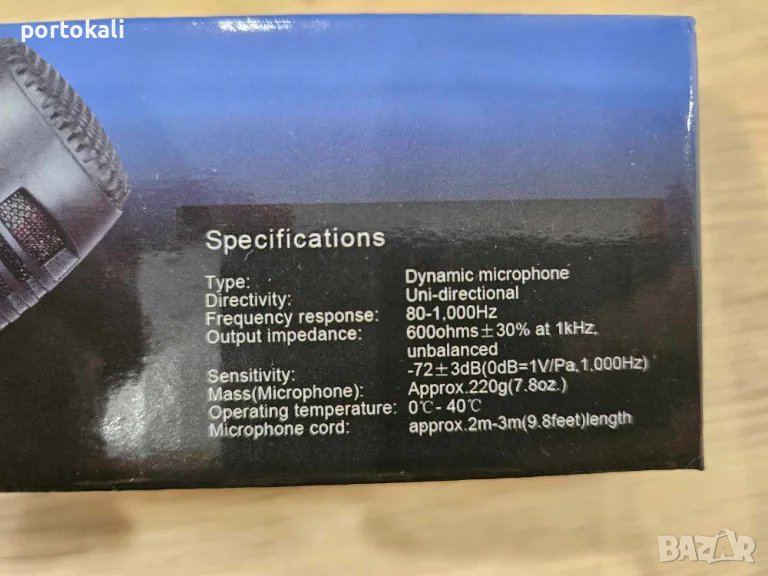 portokali
Specifications
Type: Dynamic microphone
Directivity: Uni-directional
Frequency response: 80-1,000Hz
Output impedance: 600ohms±30% at 1kHz,
unbalanced
Sensitivity: -72±3dB(0dB=1V/Pa,1,000Hz)
Mass(Microphone): Approx.220g(7.8oz.)
Operating temperature: 0℃- 40℃
Microphone cord: approx.2m-3m(9.8feet)length
BAZAR